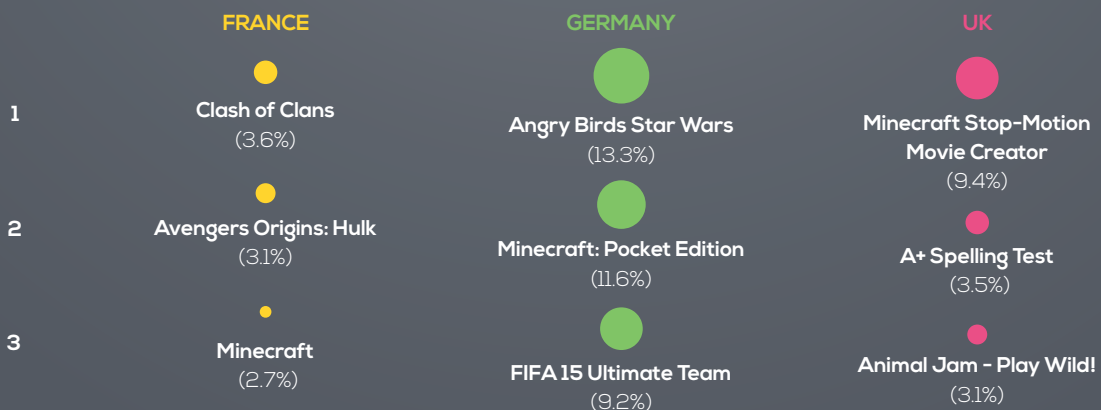 FRANCE
GERMANY
UK
1
Clash of Clans
(3.6%)
Angry Birds Star Wars
(13.3%)
Minecraft Stop-Motion
Movie Creator
(9.4%)
2
Avengers Origins: Hulk
(3.1%)
Minecraft: Pocket Edition
(11.6%)
A+ Spelling Test
(3.5%)
3
Minecraft
(2.7%)
FIFA 15 Ultimate Team
(9.2%)
Animal Jam - Play Wild!
(3.1%)